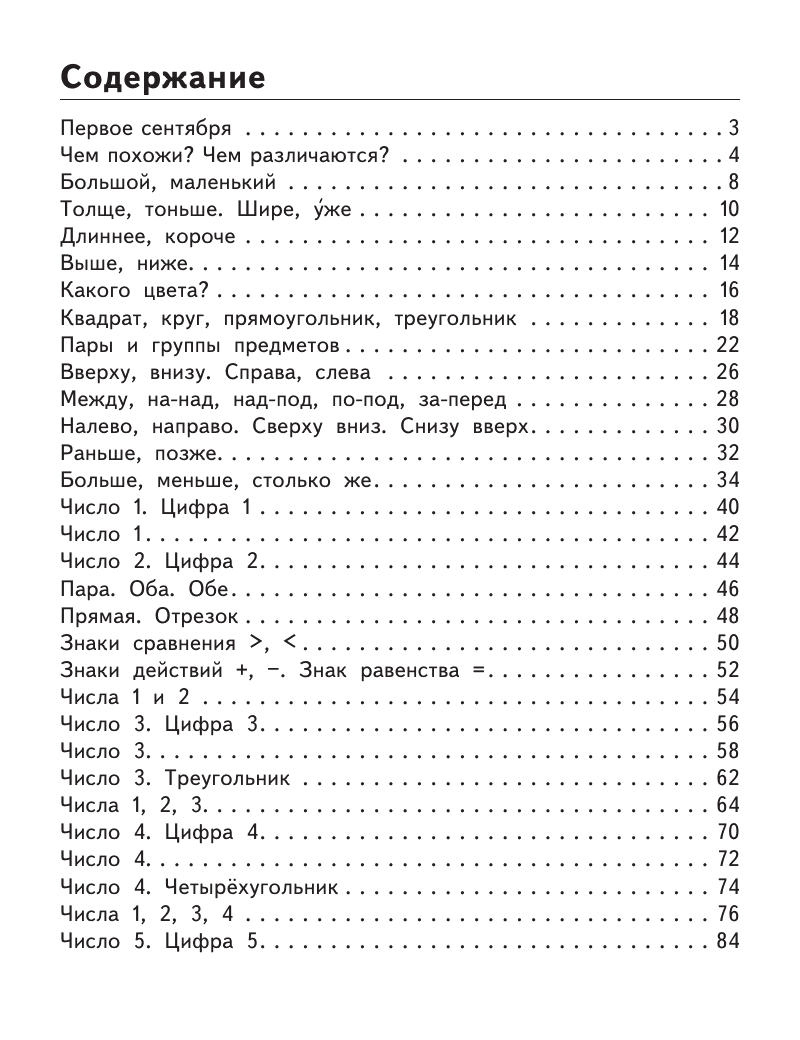 Содержание
Первое сентября . . . . . . . . . . . . . . . . . . . . . . . . . . . . . . . . . . 3
Чем похожи? Чем различаются? . . . . . . . . . . . . . . . . . . . . . . . 4
Большой, маленький . . . . . . . . . . . . . . . . . . . . . . . . . . . . . . . 8
Толще, тоньше. Шире, у́же . . . . . . . . . . . . . . . . . . . . . . . . . 10
Длиннее, короче . . . . . . . . . . . . . . . . . . . . . . . . . . . . . . . . . 12
Выше, ниже. . . . . . . . . . . . . . . . . . . . . . . . . . . . . . . . . . . . . 14
Какого цвета? . . . . . . . . . . . . . . . . . . . . . . . . . . . . . . . . . . . 16
Квадрат, круг, прямоугольник, треугольник . . . . . . . . . . . . . 18
Пары и группы предметов . . . . . . . . . . . . . . . . . . . . . . . . . . 22
Вверху, внизу. Справа, слева . . . . . . . . . . . . . . . . . . . . . . . 26
Между, на-над, над-под, по-под, за-перед . . . . . . . . . . . . . . 28
Налево, направо. Сверху вниз. Снизу вверх. . . . . . . . . . . . . 30
Раньше, позже. . . . . . . . . . . . . . . . . . . . . . . . . . . . . . . . . . . 32
Больше, меньше, столько же. . . . . . . . . . . . . . . . . . . . . . . . 34
Число 1. Цифра 1 . . . . . . . . . . . . . . . . . . . . . . . . . . . . . . . . 40
Число 1. . . . . . . . . . . . . . . . . . . . . . . . . . . . . . . . . . . . . . . . 42
Число 2. Цифра 2. . . . . . . . . . . . . . . . . . . . . . . . . . . . . . . . 44
Пара. Оба. Обе. . . . . . . . . . . . . . . . . . . . . . . . . . . . . . . . . . 46
Прямая. Отрезок . . . . . . . . . . . . . . . . . . . . . . . . . . . . . . . . . 48
Знаки сравнения >, < . . . . . . . . . . . . . . . . . . . . . . . . . . . . . 50
Знаки действий +, −. Знак равенства =. . . . . . . . . . . . . . . . 52
Числа 1 и 2 . . . . . . . . . . . . . . . . . . . . . . . . . . . . . . . . . . . . 54
Число 3. Цифра 3. . . . . . . . . . . . . . . . . . . . . . . . . . . . . . . . 56
Число 3. . . . . . . . . . . . . . . . . . . . . . . . . . . . . . . . . . . . . . . . 58
Число 3. Треугольник . . . . . . . . . . . . . . . . . . . . . . . . . . . . . 62
Числа 1, 2, 3. . . . . . . . . . . . . . . . . . . . . . . . . . . . . . . . . . . . 64
Число 4. Цифра 4. . . . . . . . . . . . . . . . . . . . . . . . . . . . . . . . 70
Число 4. . . . . . . . . . . . . . . . . . . . . . . . . . . . . . . . . . . . . . . . 72
Число 4. Четырёхугольник . . . . . . . . . . . . . . . . . . . . . . . . . . 74
Числа 1, 2, 3, 4 . . . . . . . . . . . . . . . . . . . . . . . . . . . . . . . . . 76
Число 5. Цифра 5. . . . . . . . . . . . . . . . . . . . . . . . . . . . . . . . 84